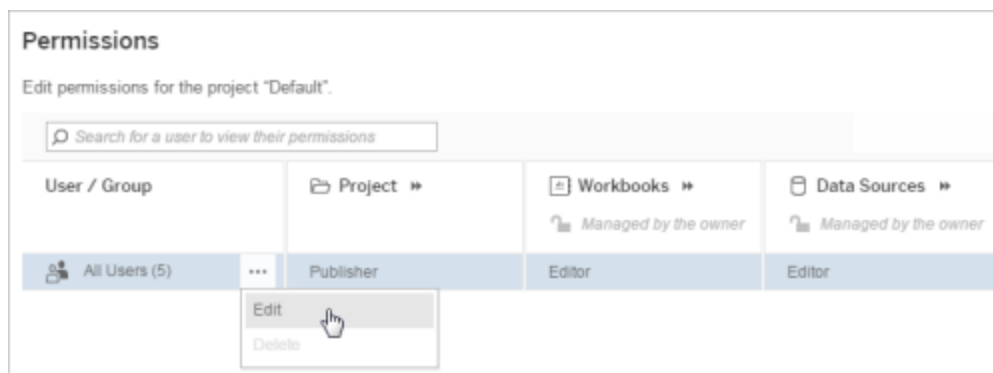 Permissions
Edit permissions for the project “Default”.
Search for a user to view their permissions
User / Group Project Workbooks Data Sources
Managed by the owner Managed by the owner
All Users (5) ... Publisher Editor Editor
Edit
Delete